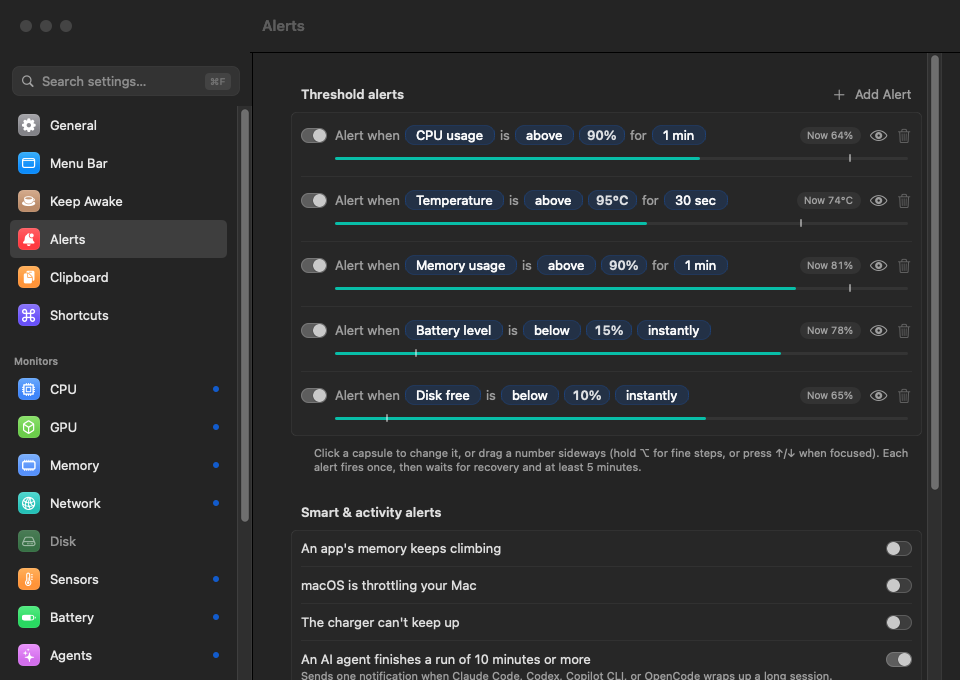 Alerts
Search settings... ⌘F
General
Menu Bar
Keep Awake
Alerts
Clipboard
Shortcuts
Monitors
CPU
GPU
Memory
Network
Disk
Sensors
Battery
Agents
Threshold alerts
+ Add Alert
Alert when CPU usage is above 90% for 1 min Now 64%
Alert when Temperature is above 95°C for 30 sec Now 74°C
Alert when Memory usage is above 90% for 1 min Now 81%
Alert when Battery level is below 15% instantly Now 78%
Alert when Disk free is below 10% instantly Now 65%
Click a capsule to change it, or drag a number sideways (hold ⌥ for fine steps, or press ↑/↓ when focused). Each
alert fires once, then waits for recovery and at least 5 minutes.
Smart & activity alerts
An app's memory keeps climbing
macOS is throttling your Mac
The charger can't keep up
An AI agent finishes a run of 10 minutes or more
Sends one notification when Claude Code, Codex, Copilot CLI, or OpenCode wraps up a long session.